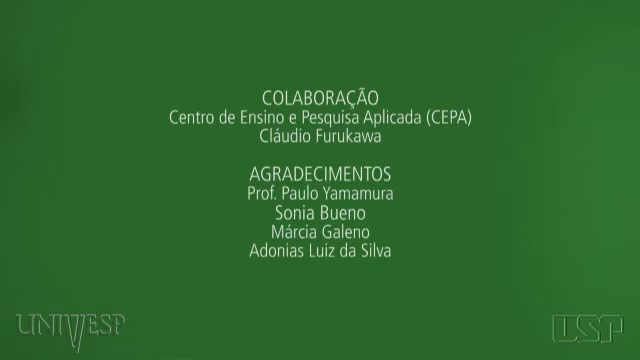 COLABORAÇÃO
Centro de Ensino e Pesquisa Aplicada (CEPA)
Cláudio Furukawa
AGRADECIMENTOS
Prof. Paulo Yamamura
Sonia Bueno
Márcia Galeno
Adonias Luiz da Silva
UNIVESP
USP